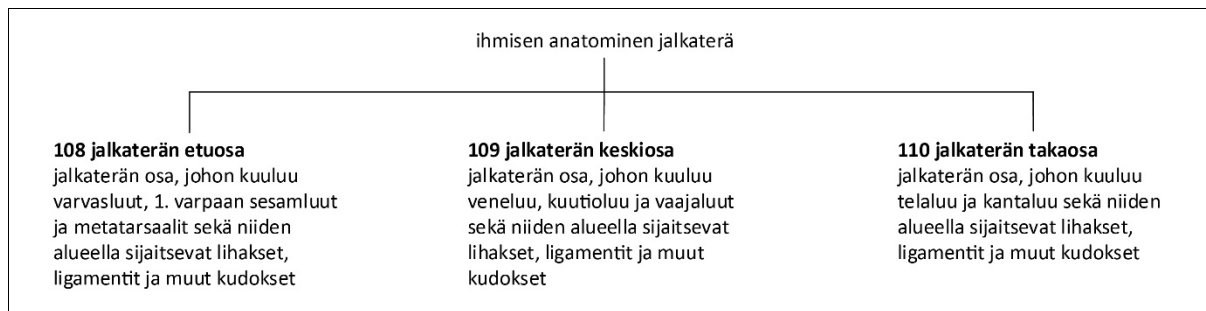 ihmisen anatominen jalkaterä
108 jalkaterän etuosa
jalkaterän osa, johon kuuluu
varvasluut, 1. varpaan sesamluut
ja metatarsaalit sekä niiden
alueella sijaitsevat lihakset,
ligamentit ja muut kudokset
109 jalkaterän keskiosa
jalkaterän osa, johon kuuluu
veneluu, kuutioluu ja vaajaluut
sekä niiden alueella sijaitsevat
lihakset, ligamentit ja muut
kudokset
110 jalkaterän takaosa
jalkaterän osa, johon kuuluu
telaluu ja kantaluu sekä niiden
alueella sijaitsevat lihakset,
ligamentit ja muut kudokset